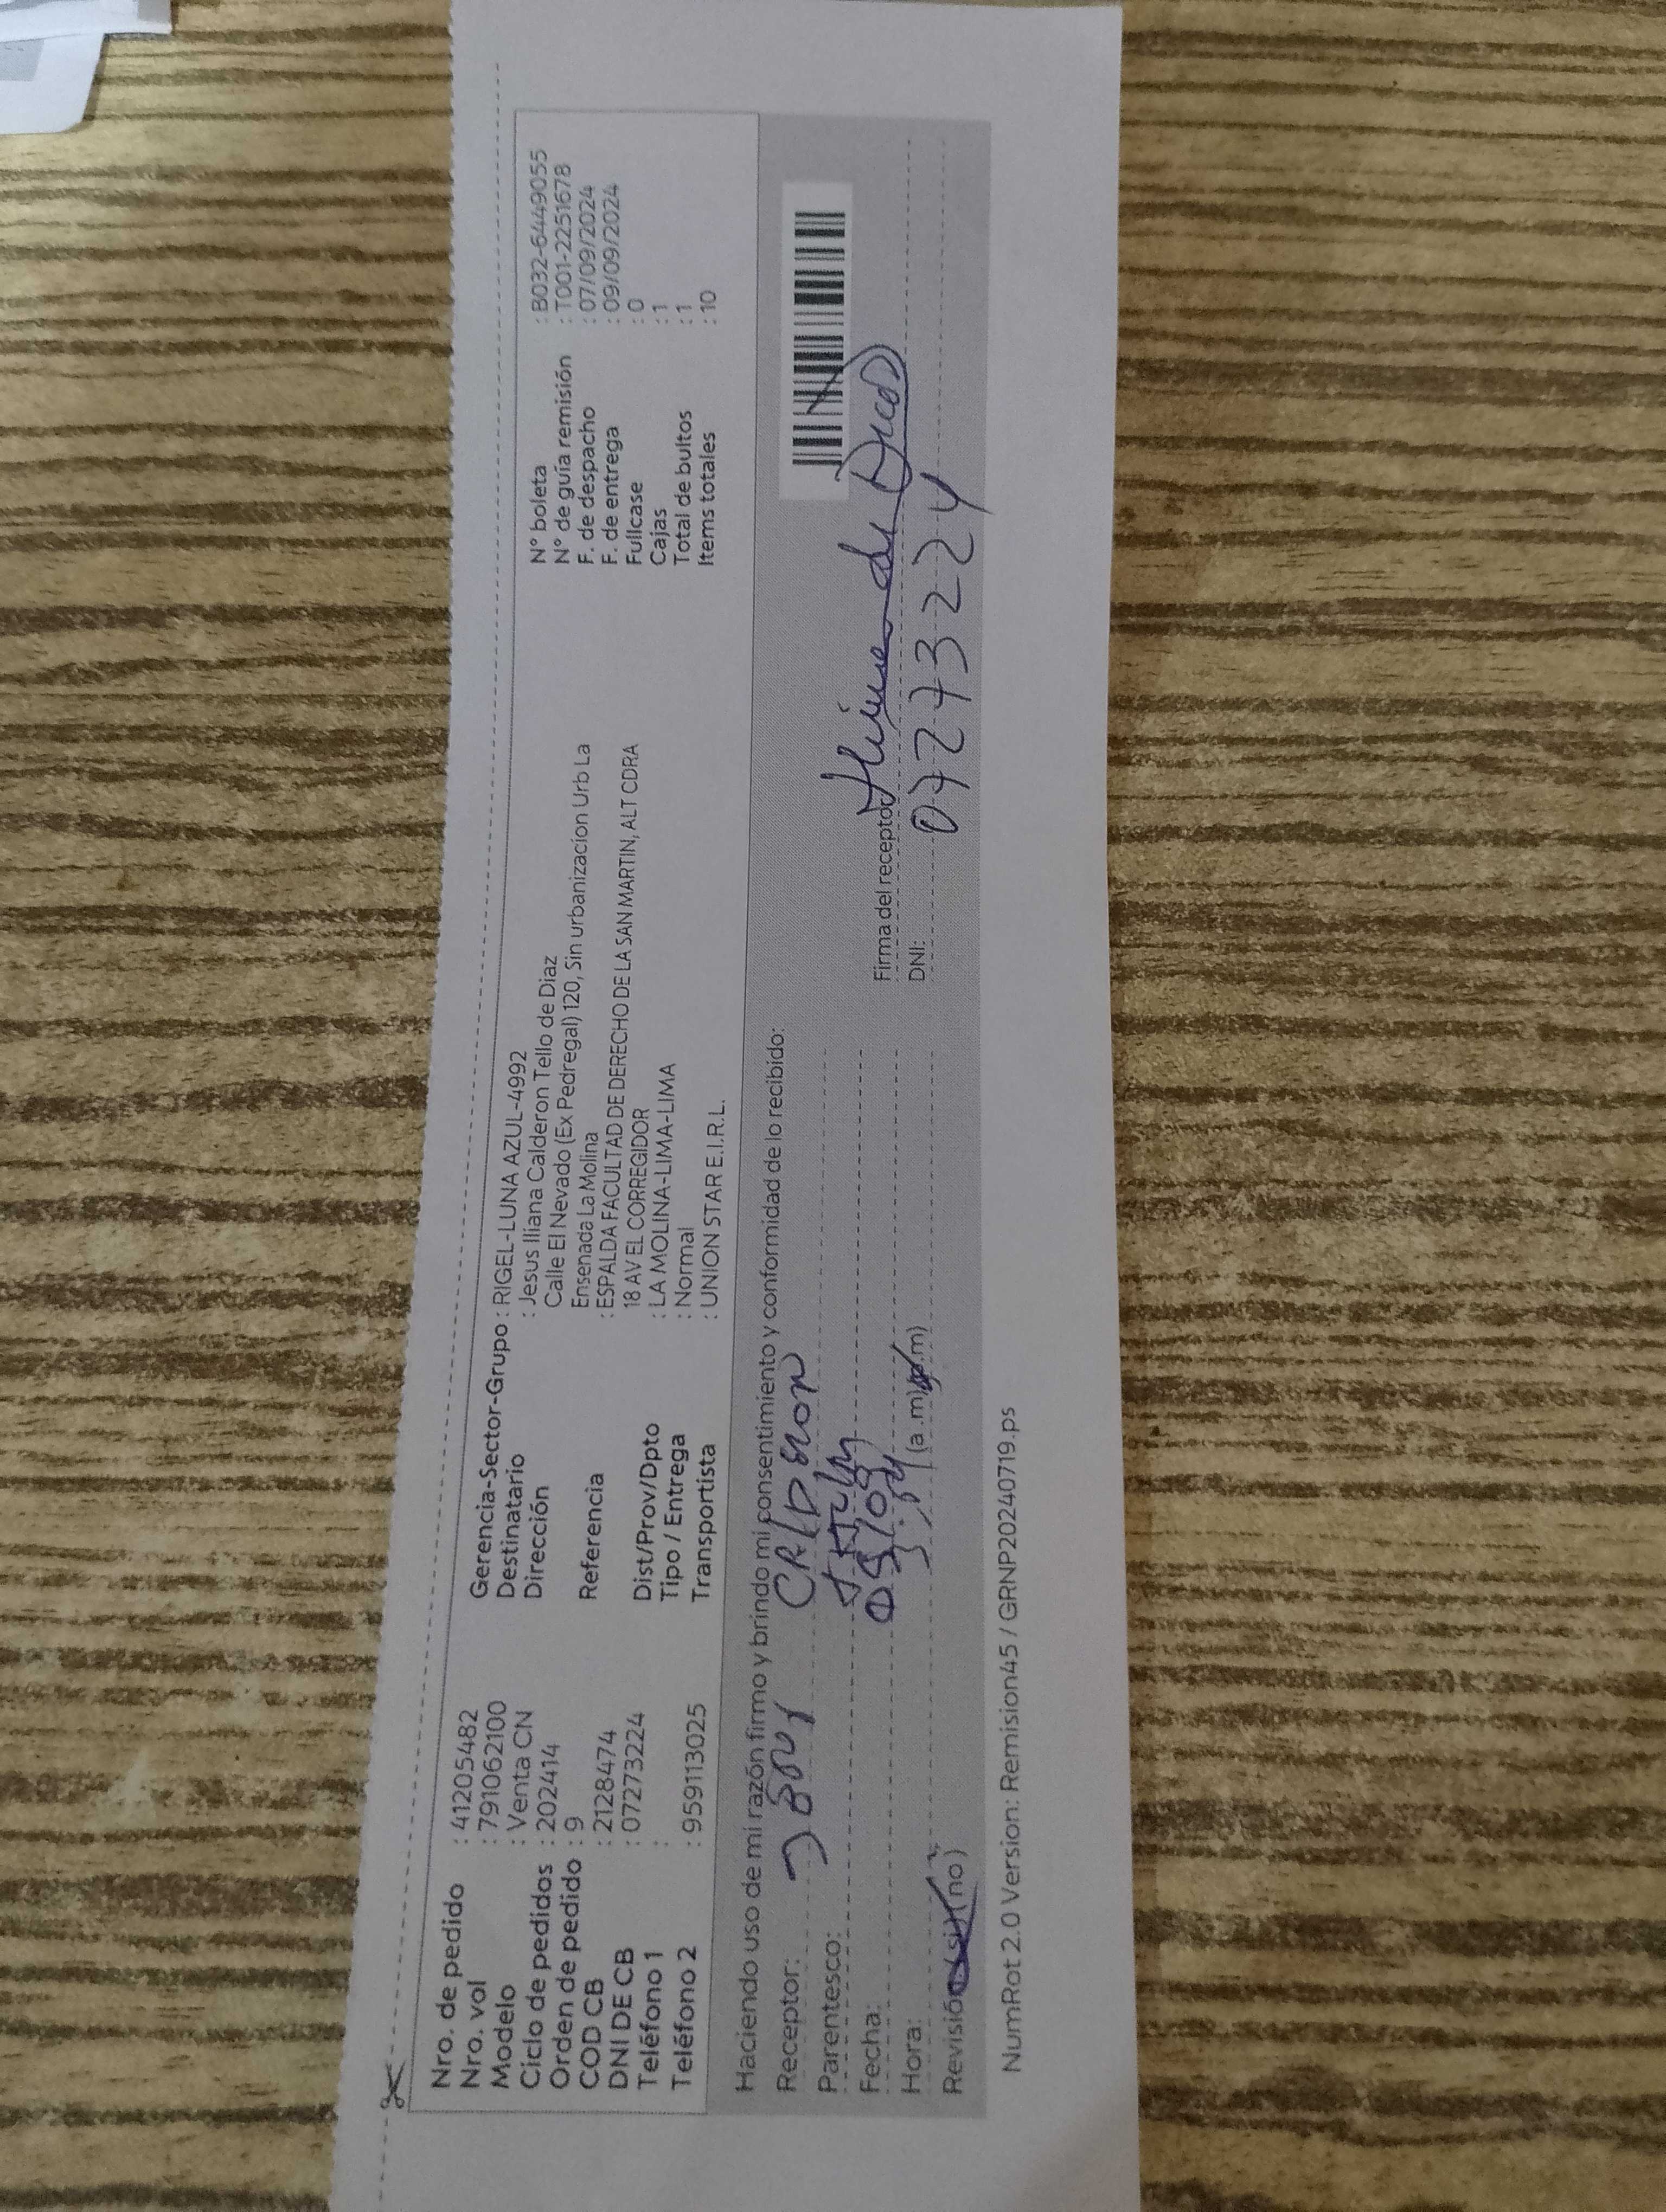 Nro. de pedido : 41205482
Nro. vol : 791062100
Modelo : Venta CN
Ciclo de pedidos : 202414
Orden de pedido : 9
COD CB : 2128474
DNI DE CB : 07273224
Teléfono 1 :
Teléfono 2 : 959113025
Gerencia-Sector-Grupo : RIGEL-LUNA AZUL-4992
Destinatario : Jesus Iliana Calderon Tello de Diaz
Dirección Calle El Nevado (Ex Pedregal) 120, Sin urbanizacion Urb La
Ensenada La Molina
Referencia : ESPALDA FACULTAD DE DERECHO DE LA SAN MARTIN, ALT CDRA
18 AV EL CORREGIDOR
Dist/Prov/Dpto : LA MOLINA-LIMA-LIMA
Tipo / Entrega : Normal
Transportista : UNION STAR E.I.R.L.
N° boleta : B032-6449055
N° de guía remisión : T001-2251678
F. de despacho : 07/09/2024
F. de entrega : 09/09/2024
Fullcase : 0
Cajas : 1
Total de bultos : 1
Items totales : 10
Haciendo uso de mi razón firmo y brindo mi consentimiento y conformidad de lo recibido:
Receptor:
Parentesco:
Fecha: 09/09
Hora: (a.m)(p.m)
Revisión (si) (no)
Firma del receptor
DNI: 07273224
NumRot 2.0 Version: Remision45 / GRNP20240719.ps